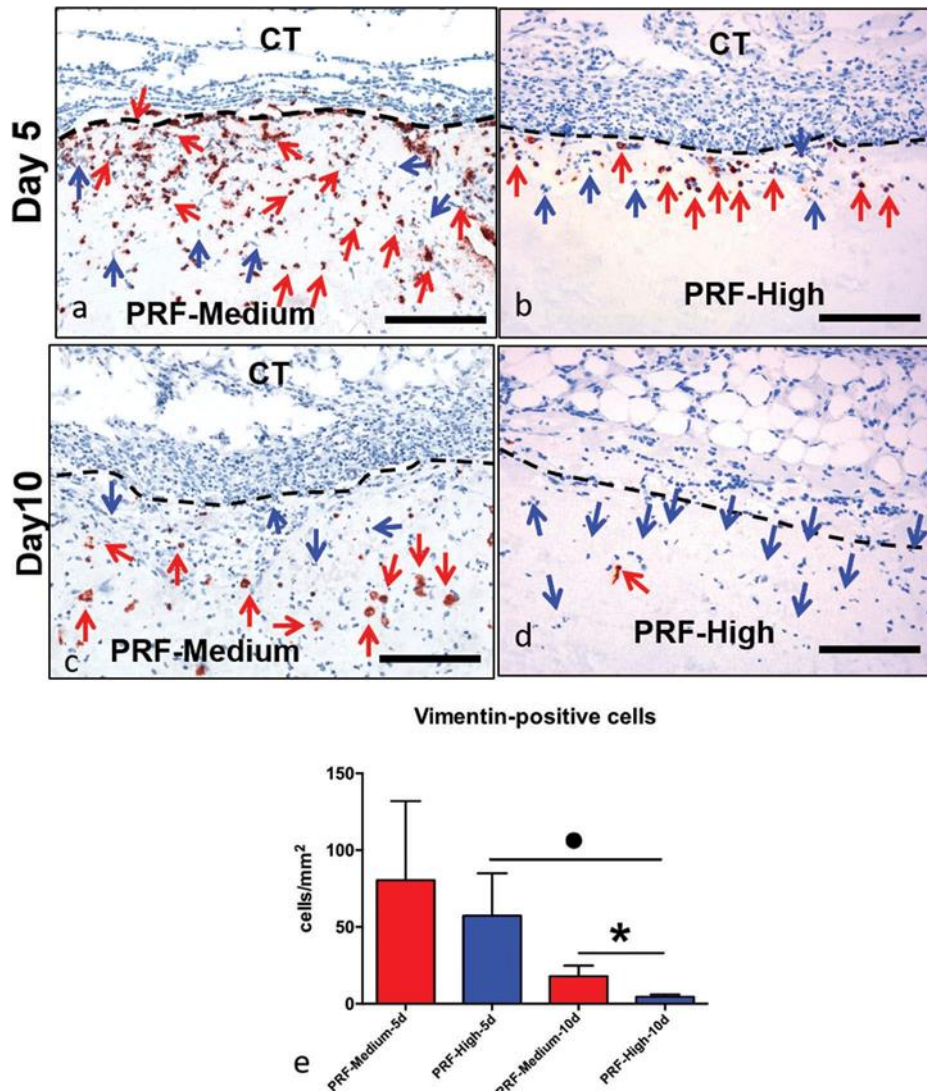 Day 5
CT
a
PRF-Medium
CT
b
PRF-High
Day10
CT
c
PRF-Medium
d
PRF-High
Vimentin-positive cells
cells/mm²
150
100
50
0
*
PRF-Medium-5d
PRF-High-5d
PRF-Medium-10d
PRF-High-10d
e